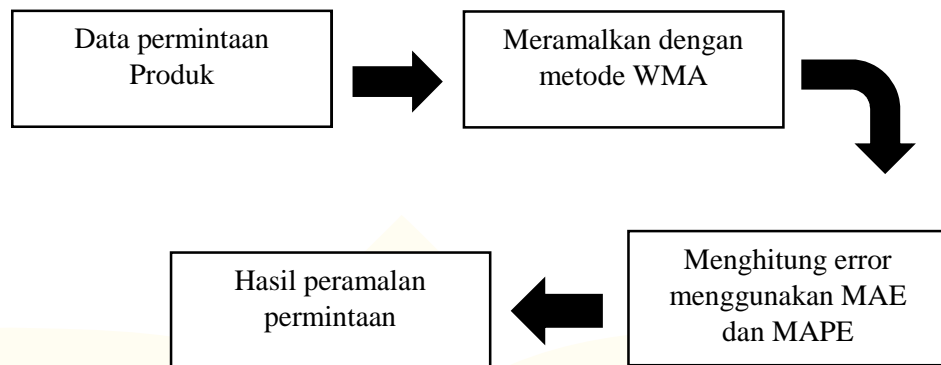 Data permintaan
Produk
Meramalkan dengan
metode WMA
Menghitung error
menggunakan MAE
dan MAPE
Hasil peramalan
permintaan